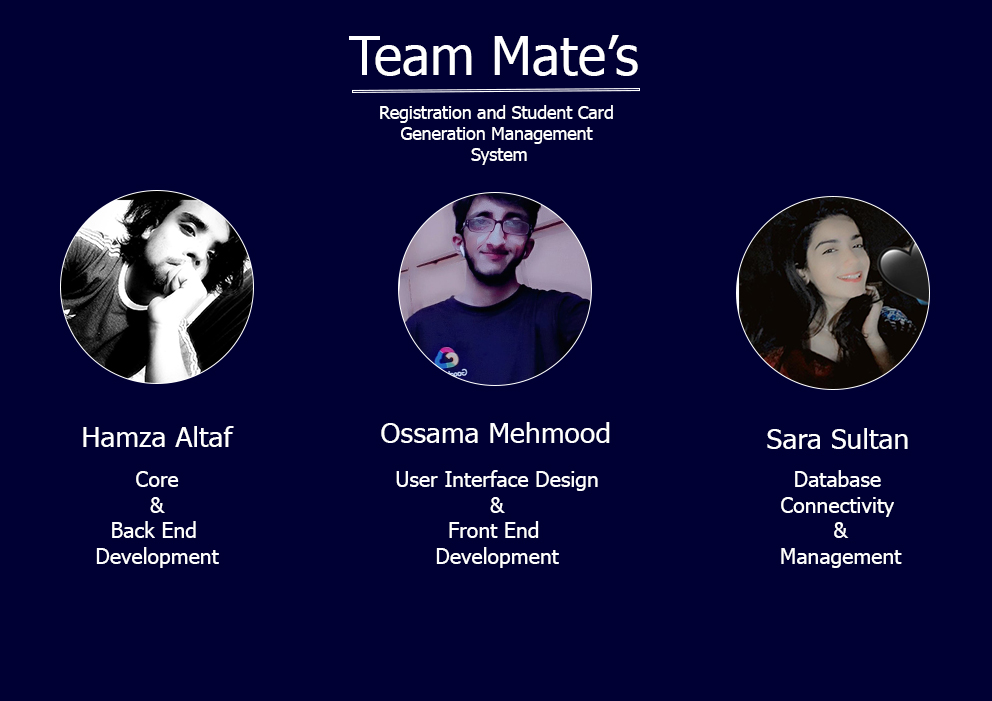 Team Mate’s
Registration and Student Card
Generation Management
System
Hamza Altaf
Core
&
Back End
Development
Ossama Mehmood
User Interface Design
&
Front End
Development
Sara Sultan
Database
Connectivity
&
Management